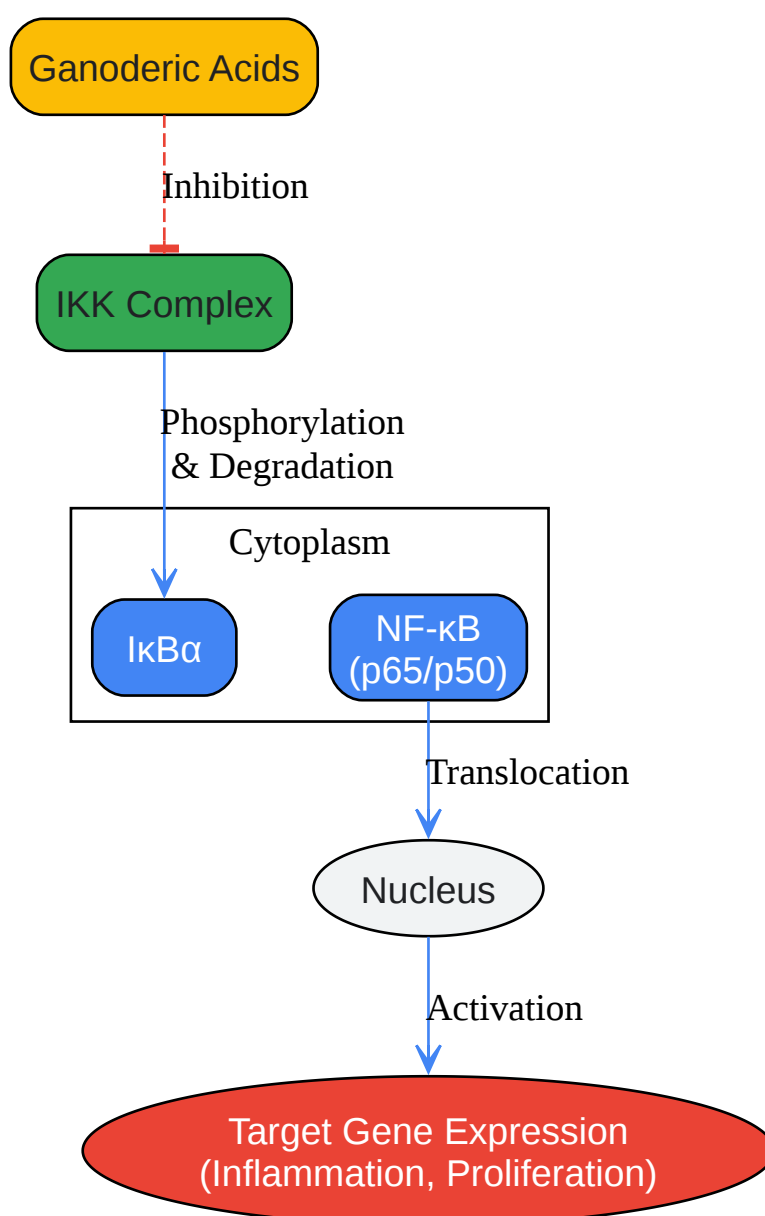 Ganoderic Acids
Inhibition
IKK Complex
Phosphorylation
& Degradation
Cytoplasm
IκBα
NF-κB
(p65/p50)
Translocation
Nucleus
Activation
Target Gene Expression
(Inflammation, Proliferation)